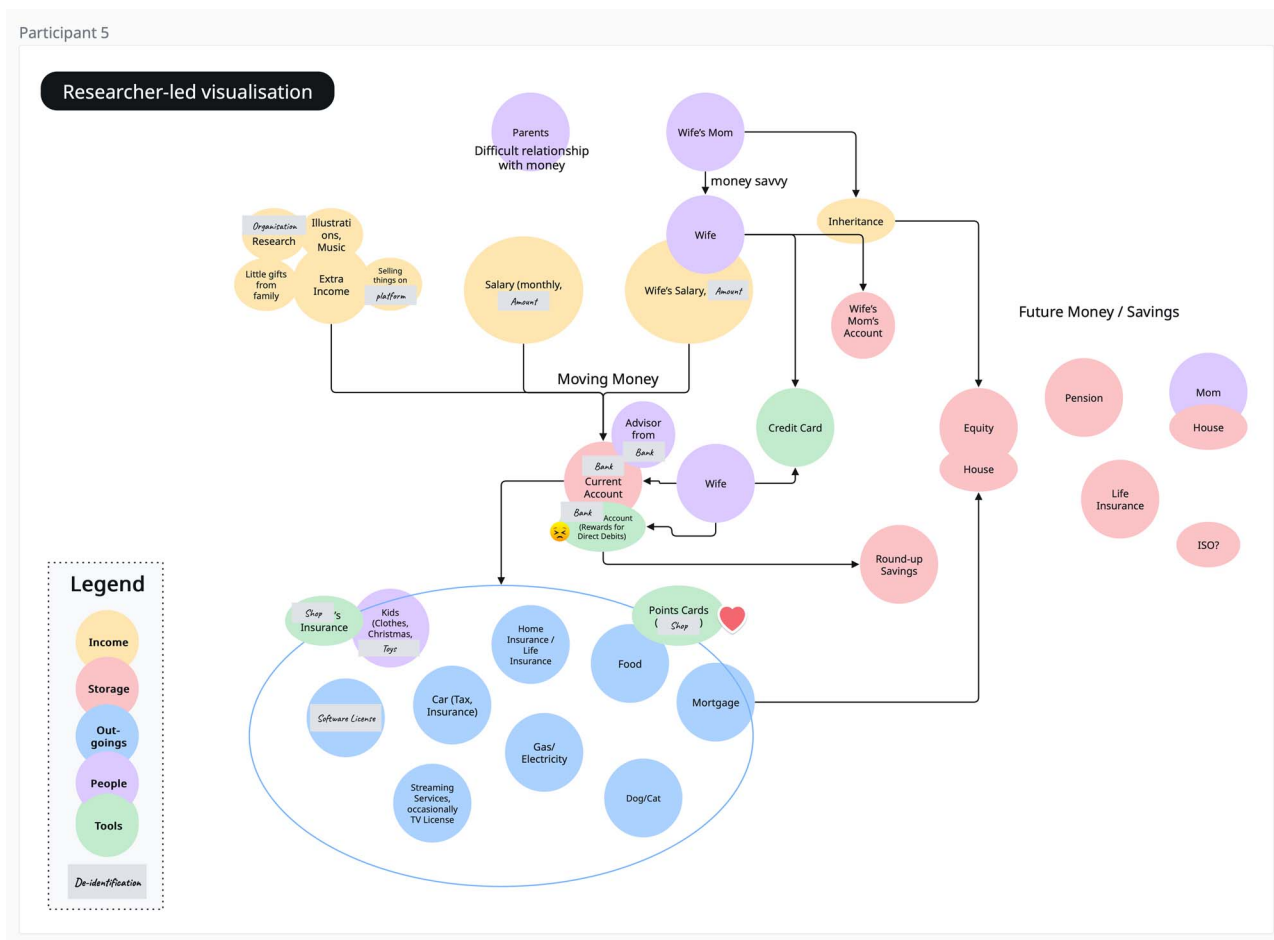 Participant 5
Researcher-led visualisation
Parents
Difficult relationship
with money
Wife's Mom
money savvy
Wife
Inheritance
Organisation
Research
Illustrati
ons,
Music
Little gifts
from
family
Extra
Income
Selling
things on
platform
Salary (monthly,
Amount
Wife's Salary,
Amount
Wife's
Mom's
Account
Future Money / Savings
Moving Money
Advisor
from
Bank
Bank
Current
Account
Bank
Account
(Rewards for
Direct Debits)
Wife
Credit Card
Equity
House
Pension
Mom
House
Life
Insurance
ISO?
Round-up
Savings
Shop
's
Insurance
Kids
(Clothes,
Christmas,
Toys
Home
Insurance /
Life
Insurance
Points Cards
( Shop )
Food
Mortgage
Software License
Car (Tax,
Insurance)
Gas/
Electricity
Streaming
Services,
occasionally
TV License
Dog/Cat
Legend
Income
Storage
Out-
goings
People
Tools
De-identification